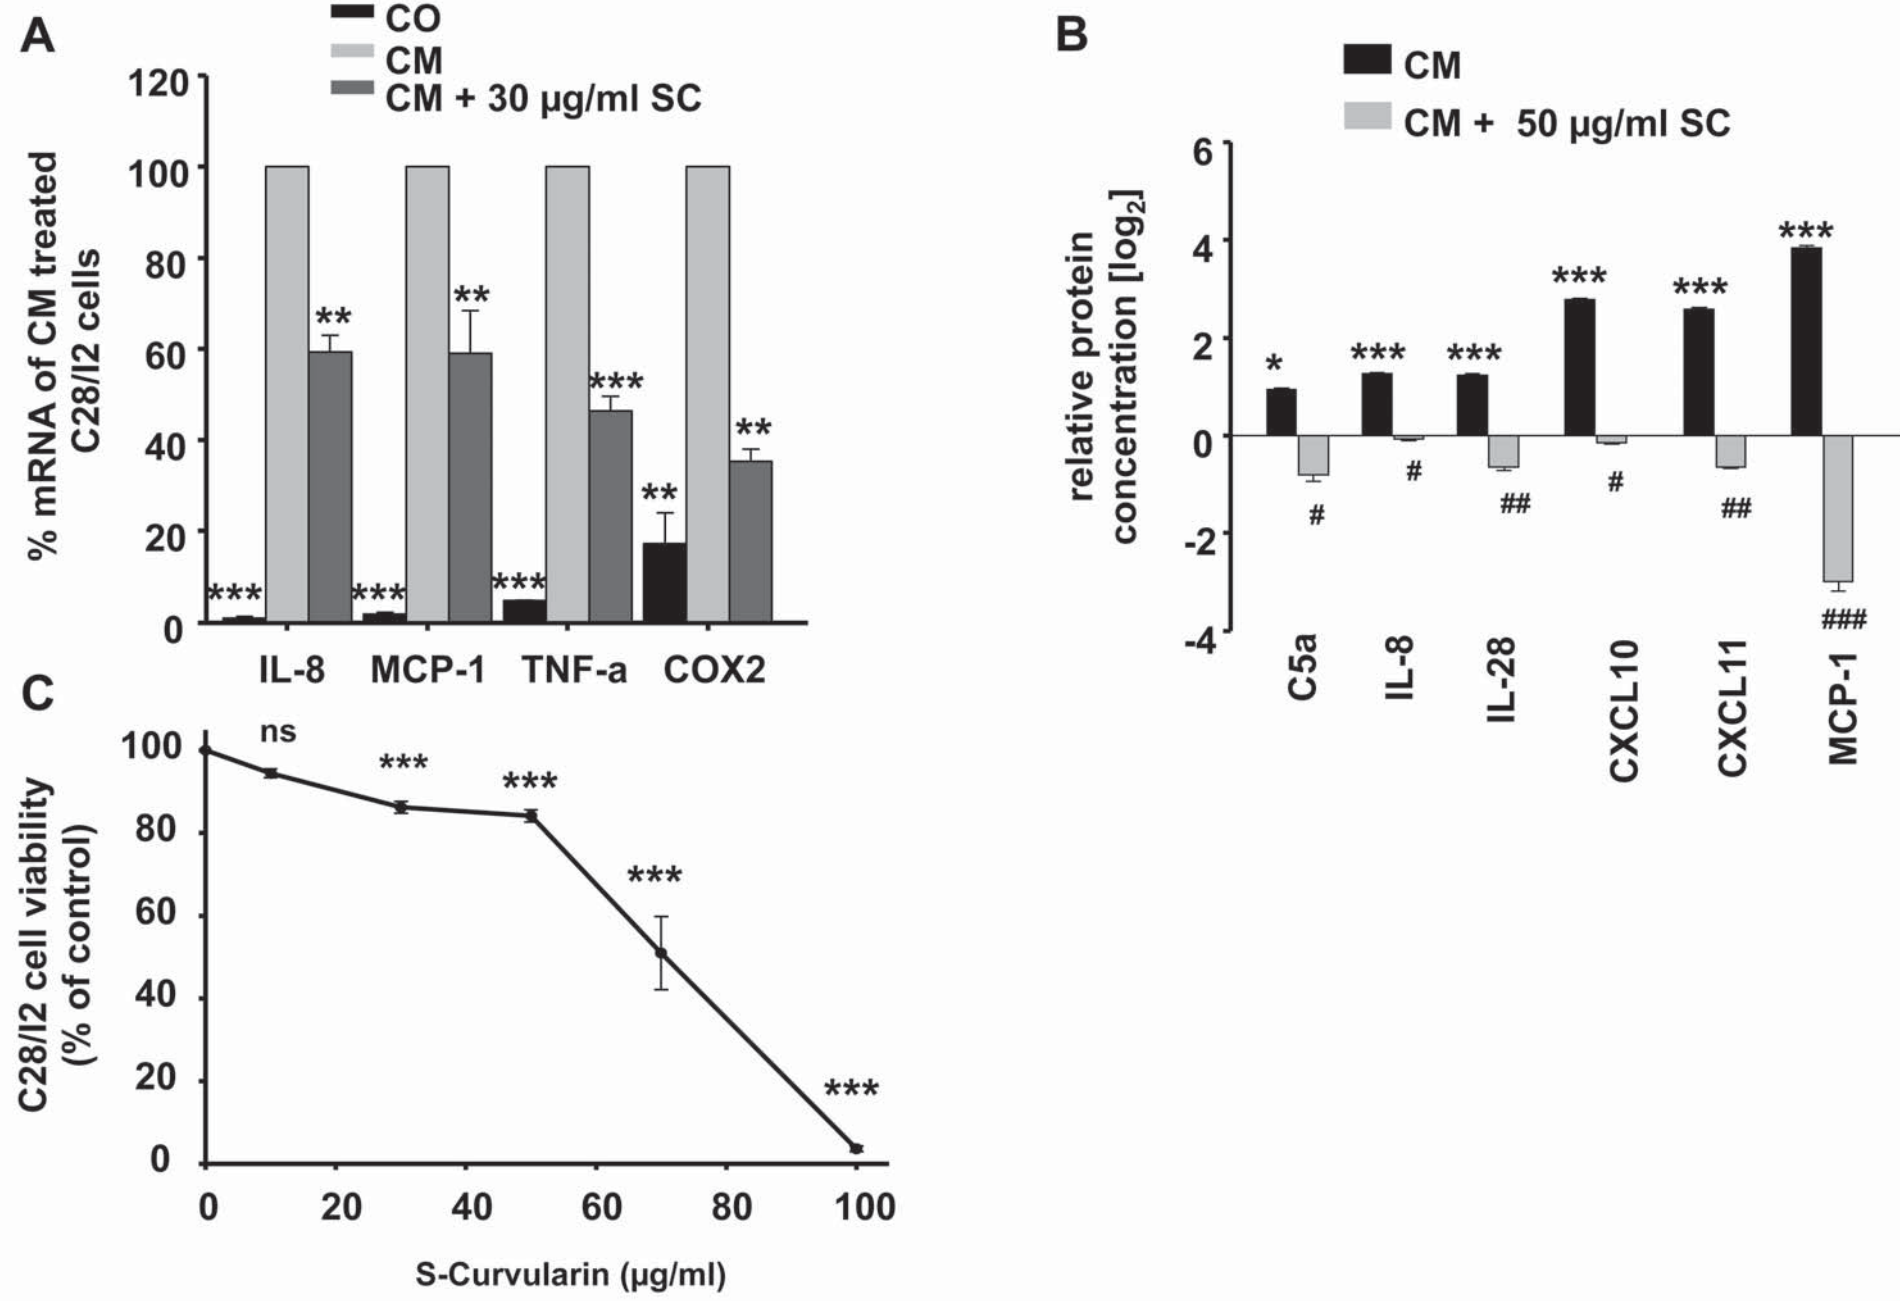 A
CO
CM
CM + 30 µg/ml SC
% mRNA of CM treated
C28/I2 cells
120
100
80
60
40
20
0
***
**
***
**
***
***
**
**
IL-8
MCP-1
TNF-a
COX2
B
CM
CM + 50 µg/ml SC
relative protein
concentration [log2]
6
4
2
0
-2
-4
*
***
***
***
***
***
#
#
##
#
##
###
C5a
IL-8
IL-28
CXCL10
CXCL11
MCP-1
C
C28/I2 cell viability
(% of control)
100
80
60
40
20
0
ns
***
***
***
***
0
20
40
60
80
100
S-Curvularin (µg/ml)